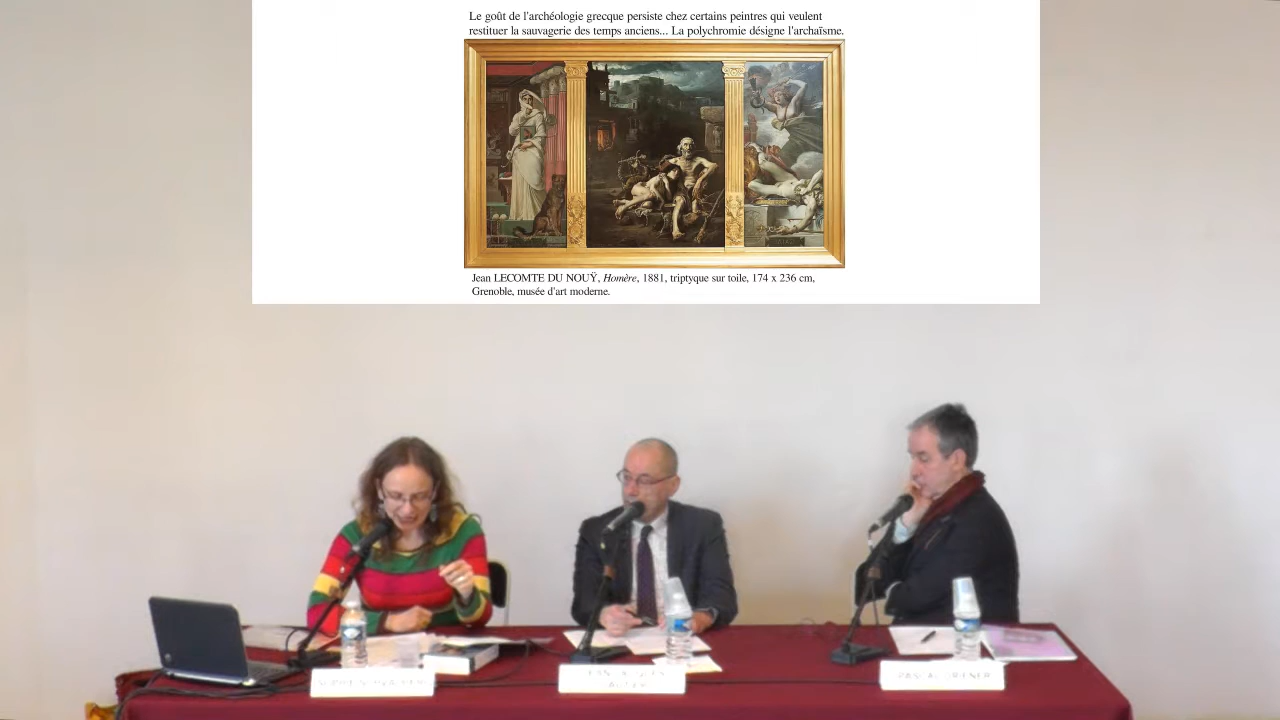 Le goût de l'archéologie grecque persiste chez certains peintres qui veulent
restituer la sauvagerie des temps anciens... La polychromie désigne l'archaïsme.
Jean LECOMTE DU NOUŸ, Homère, 1881, triptyque sur toile, 174 x 236 cm,
Grenoble, musée d'art moderne.